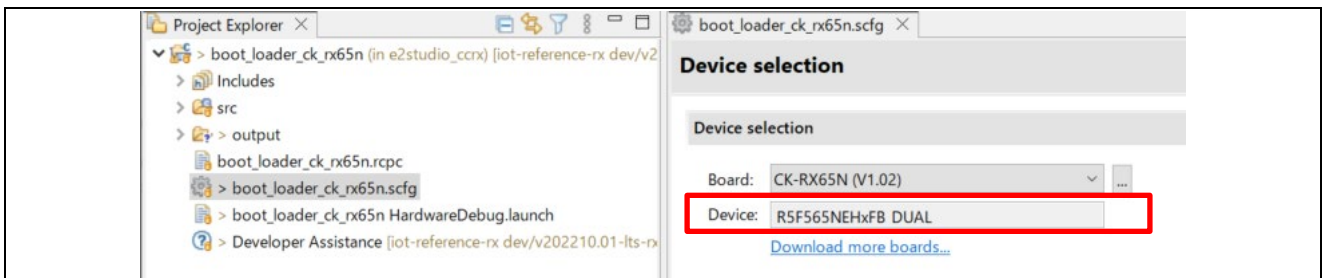 Project Explorer
> boot_loader_ck_rx65n (in e2studio_ccrx) [iot-reference-rx dev/v2
Includes
src
> output
boot_loader_ck_rx65n.rcpc
> boot_loader_ck_rx65n.scfg
> boot_loader_ck_rx65n HardwareDebug.launch
> Developer Assistance [iot-reference-rx dev/v202210.01-lts-rx
boot_loader_ck_rx65n.scfg
Device selection
Device selection
Board: CK-RX65N (V1.02) ...
Device: R5F565NEHxFB DUAL
Download more boards...